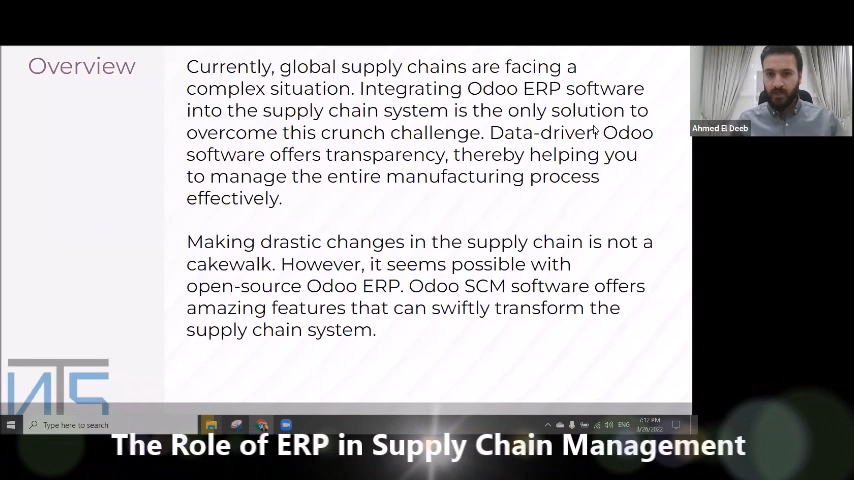 Overview
Currently, global supply chains are facing a
complex situation. Integrating Odoo ERP software
into the supply chain system is the only solution to
overcome this crunch challenge. Data-driven Odoo
software offers transparency, thereby helping you
to manage the entire manufacturing process
effectively.
Making drastic changes in the supply chain is not a
cakewalk. However, it seems possible with
open-source Odoo ERP. Odoo SCM software offers
amazing features that can swiftly transform the
supply chain system.
Ahmed El Deeb
Type here to search
ENG
3/26/2022
The Role of ERP in Supply Chain Management